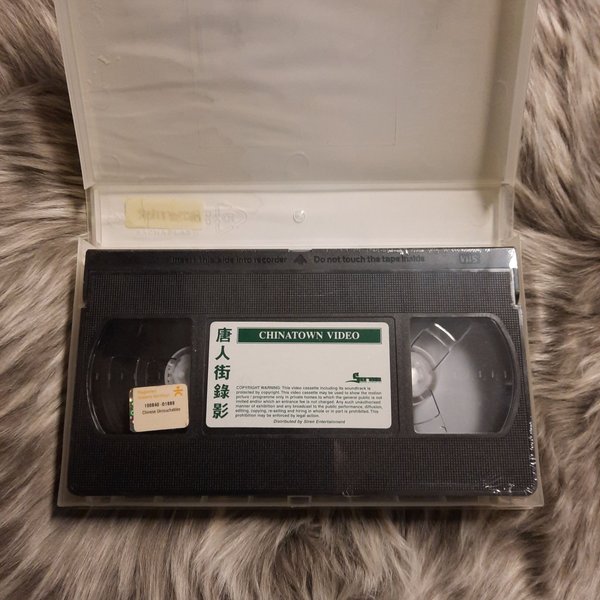 Insert this side into recorder
Do not touch the tape inside
VHS
唐人街錄影
CHINATOWN VIDEO
COPYRIGHT WARNING: This video cassette including its soundtrack is
protected by copyright. This video cassette may be used to show the motion
picture / programme only in private homes to which the general public is not
invited and/or which an entrance fee is not charged. Any such unauthorised
manner of exhibition and any broadcast to the public performance, diffusion,
editing, copying, re-selling and hiring in whole or in part is prohibited. This
prohibition may be enforced by legal action.
Distributed by Siren Entertainment
Chinese Untouchables